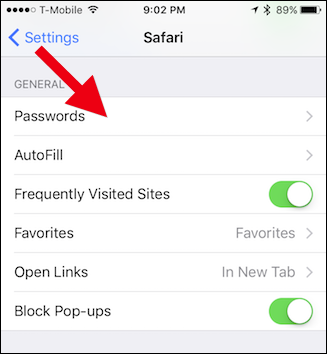 T-Mobile 9:02 PM 89%
Settings Safari
GENERAL
Passwords
AutoFill
Frequently Visited Sites
Favorites Favorites
Open Links In New Tab
Block Pop-ups